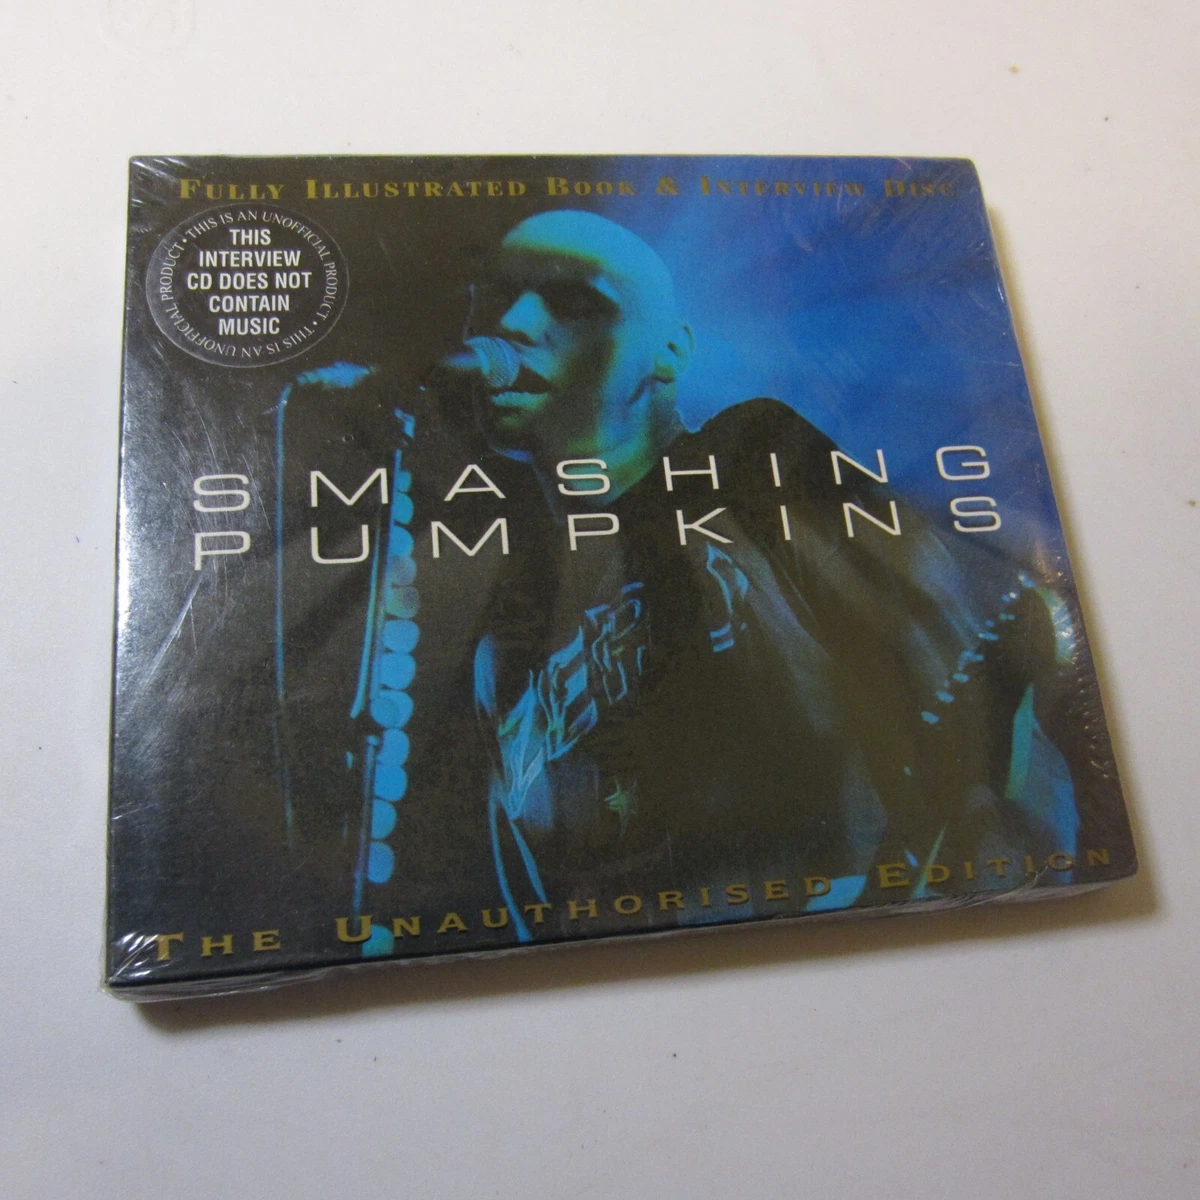 FULLY ILLUSTRATED BOOK & INTERVIEW DISC
THIS IS AN UNOFFICIAL PRODUCT • THIS IS AN UNOFFICIAL PRODUCT •
THIS
INTERVIEW
CD DOES NOT
CONTAIN
MUSIC
SMASHING
PUMPKINS
THE UNAUTHORISED EDITION